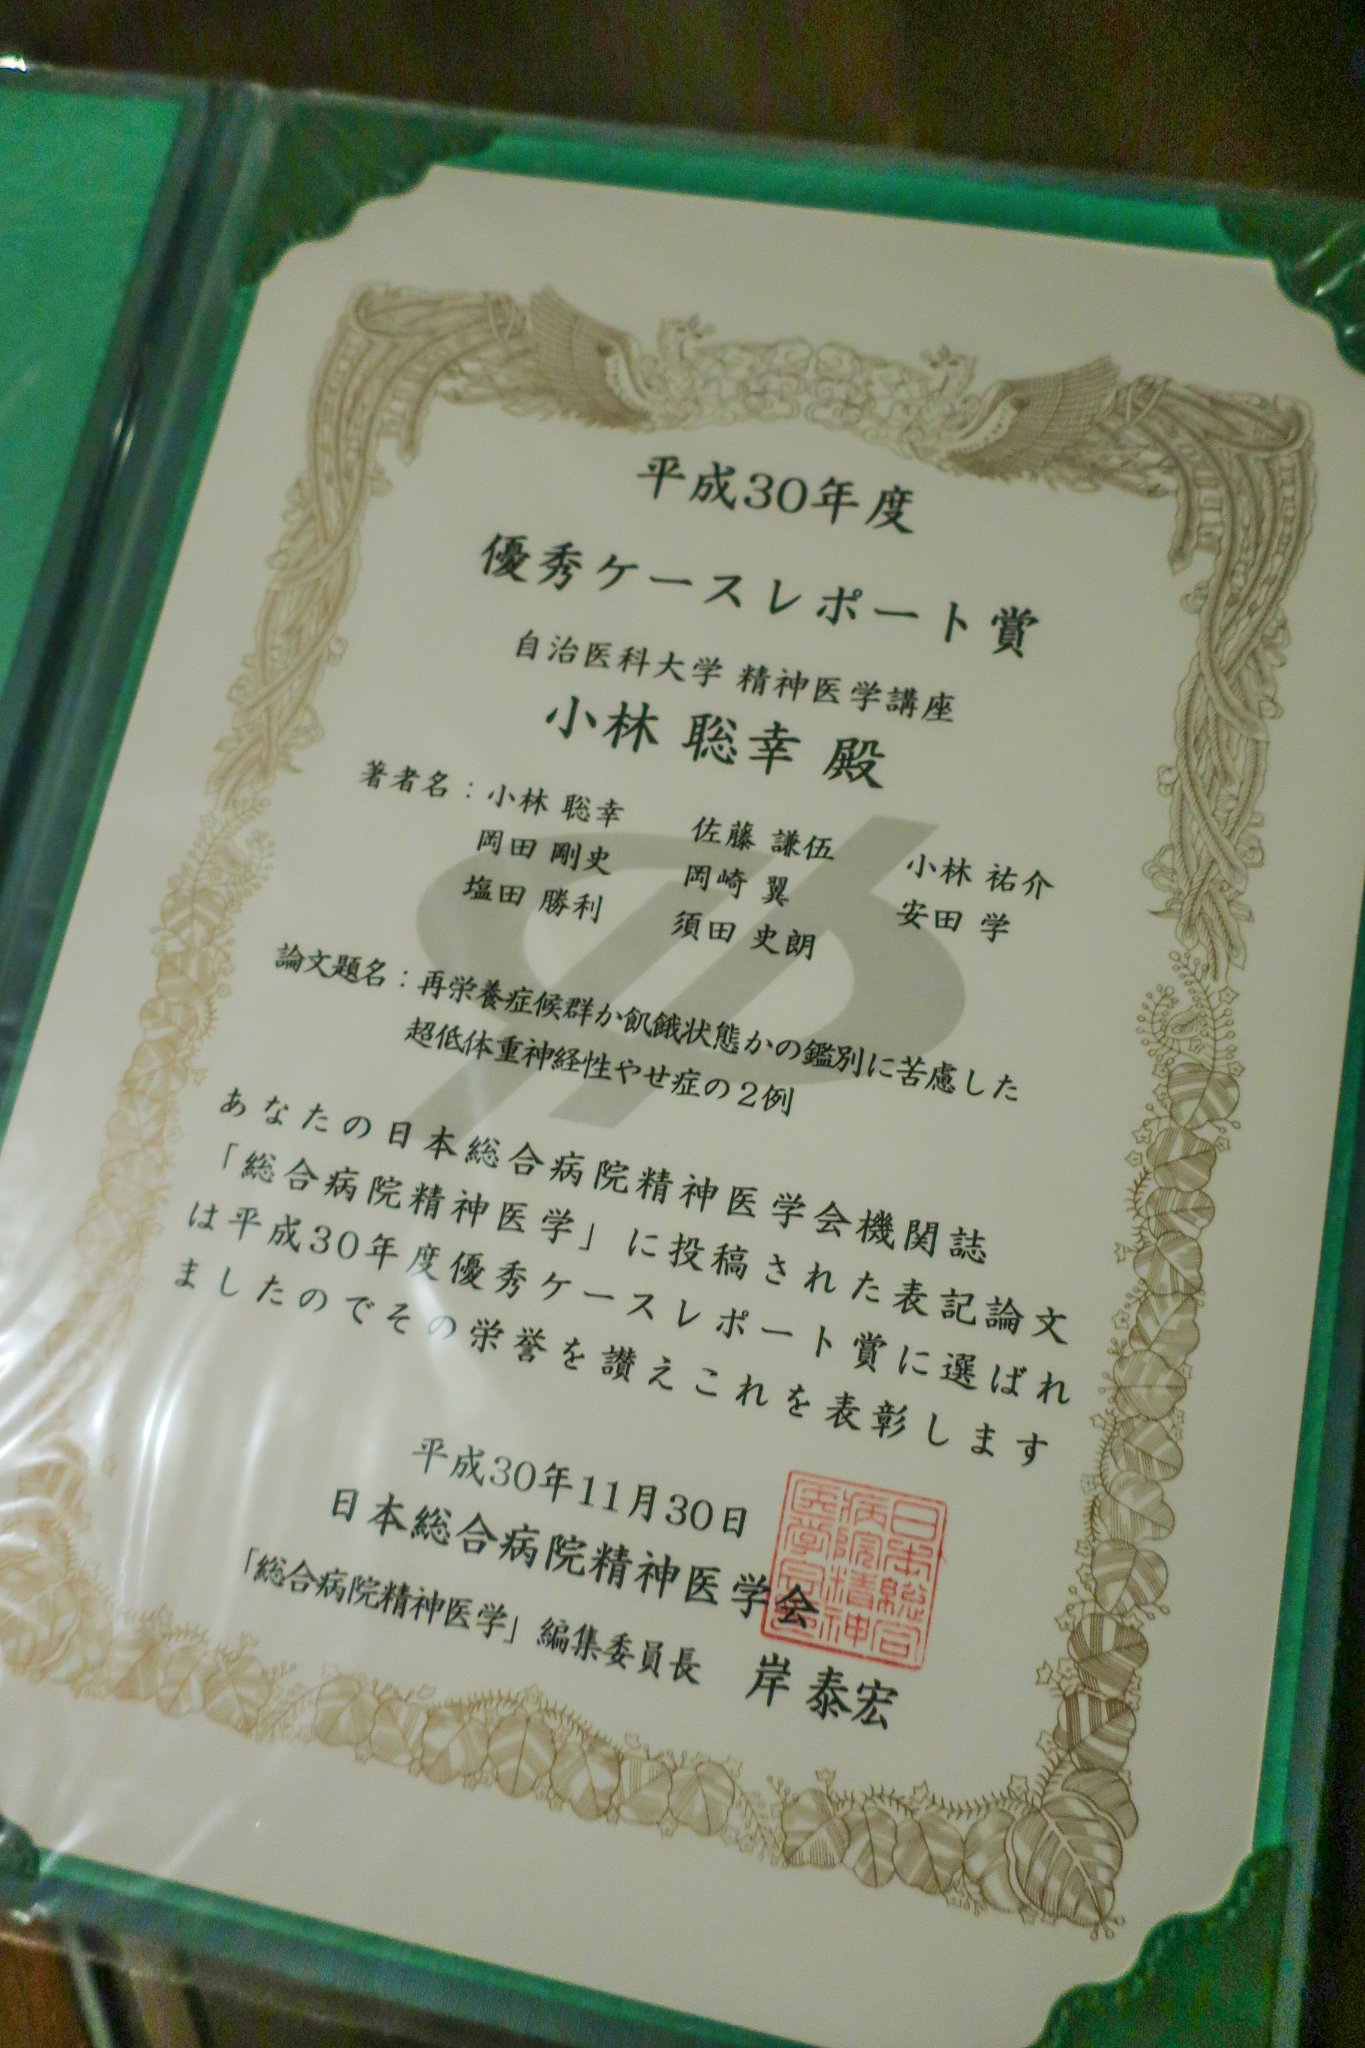 平成30年度
優秀ケースレポート賞
自治医科大学 精神医学講座
小林 聡幸 殿
著者名：小林 聡幸 佐藤 謙伍 小林 祐介
岡田 剛史 岡崎 翼 安田 学
塩田 勝利 須田 史朗
論文題名：再栄養症候群か飢餓状態かの鑑別に苦慮した
超低体重神経性やせ症の２例
あなたの日本総合病院精神医学会機関誌
「総合病院精神医学」に投稿された表記論文
は平成30年度優秀ケースレポート賞に選ばれ
ましたのでその栄誉を讃えこれを表彰します
平成30年11月30日
日本総合病院精神医学会
「総合病院精神医学」編集委員長 岸 泰宏
日本総合
病院精神
医学会